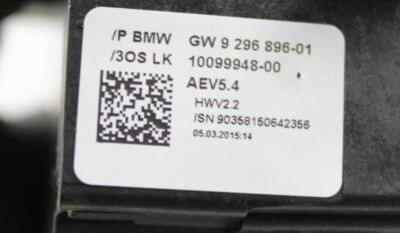 /P BMW GW 9 296 896-01
/3OS LK 10099948-00
AEV5.4
HWV2.2
/SN 90358150642356
05.03.2015:14